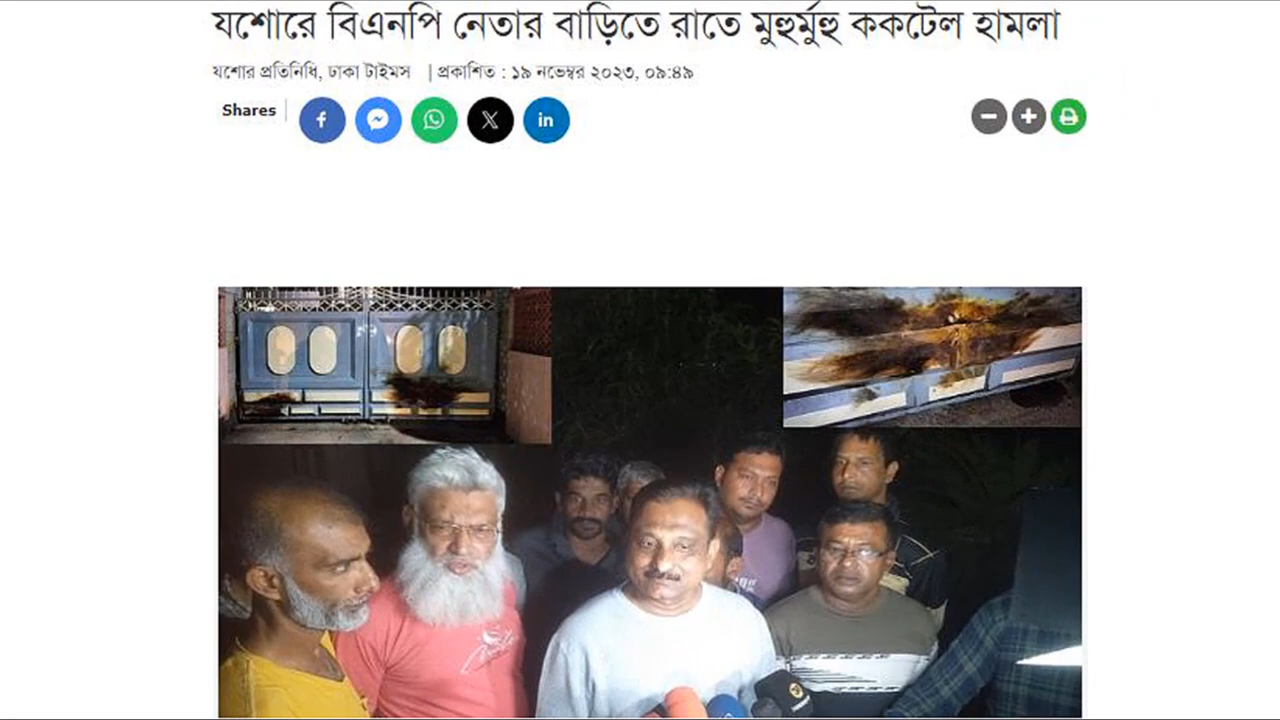 যশোরে বিএনপি নেতার বাড়িতে রাতে মুহুর্মুহু ককটেল হামলা
যশোর প্রতিনিধি, ঢাকা টাইমস | প্রকাশিত : ১৯ নভেম্বর ২০২৩, ০৯:৪৯
Shares